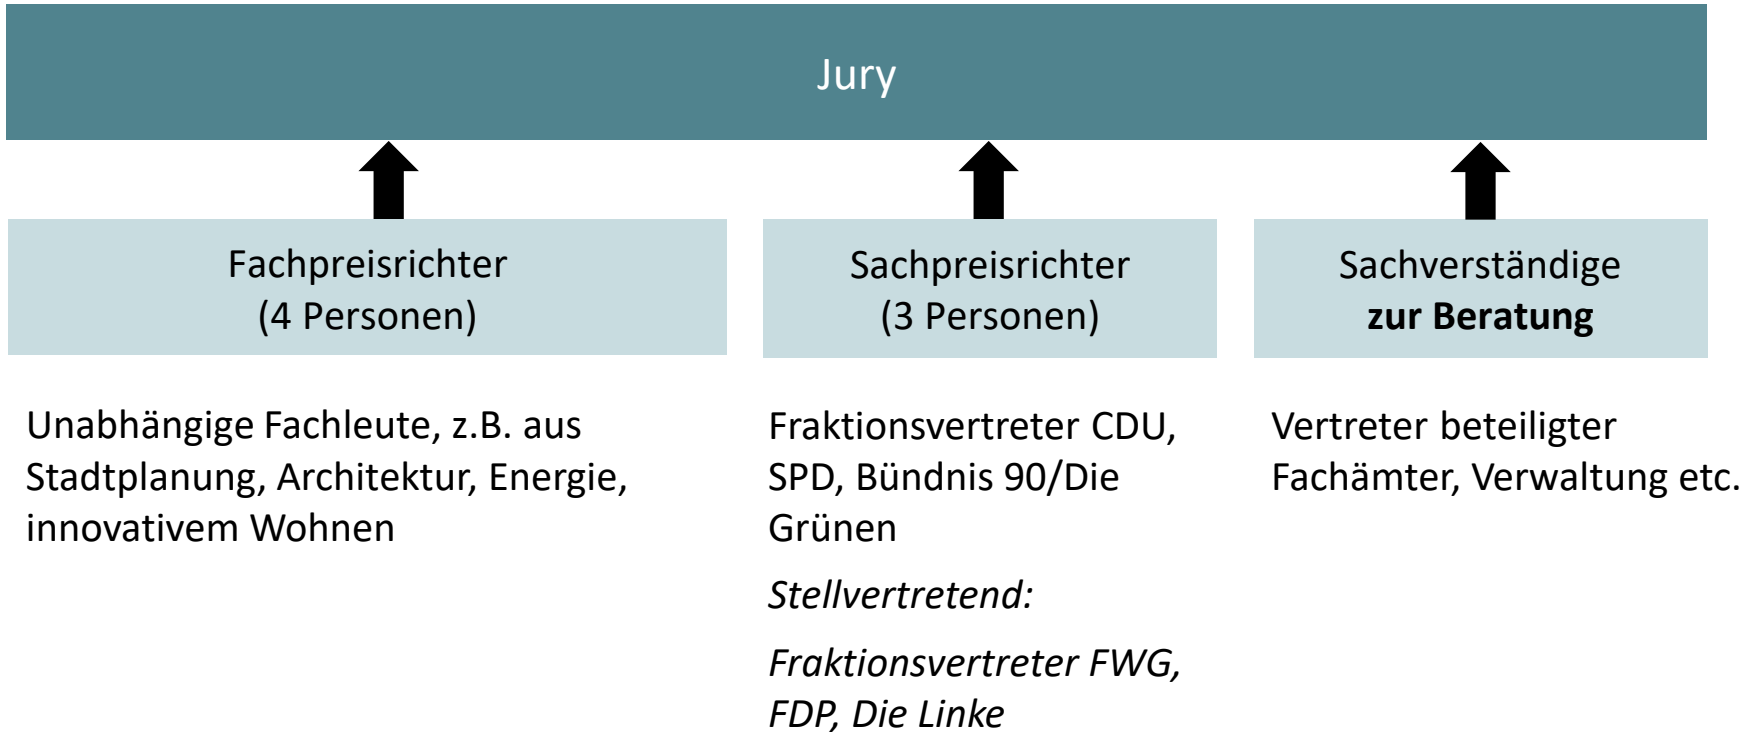 Jury
Fachpreisrichter
(4 Personen)
Sachpreisrichter
(3 Personen)
Sachverständige
zur Beratung
Unabhängige Fachleute, z.B. aus
Stadtplanung, Architektur, Energie,
innovativem Wohnen
Fraktionsvertreter CDU,
SPD, Bündnis 90/Die
Grünen
Stellvertretend:
Fraktionsvertreter FWG,
FDP, Die Linke
Vertreter beteiligter
Fachämter, Verwaltung etc.